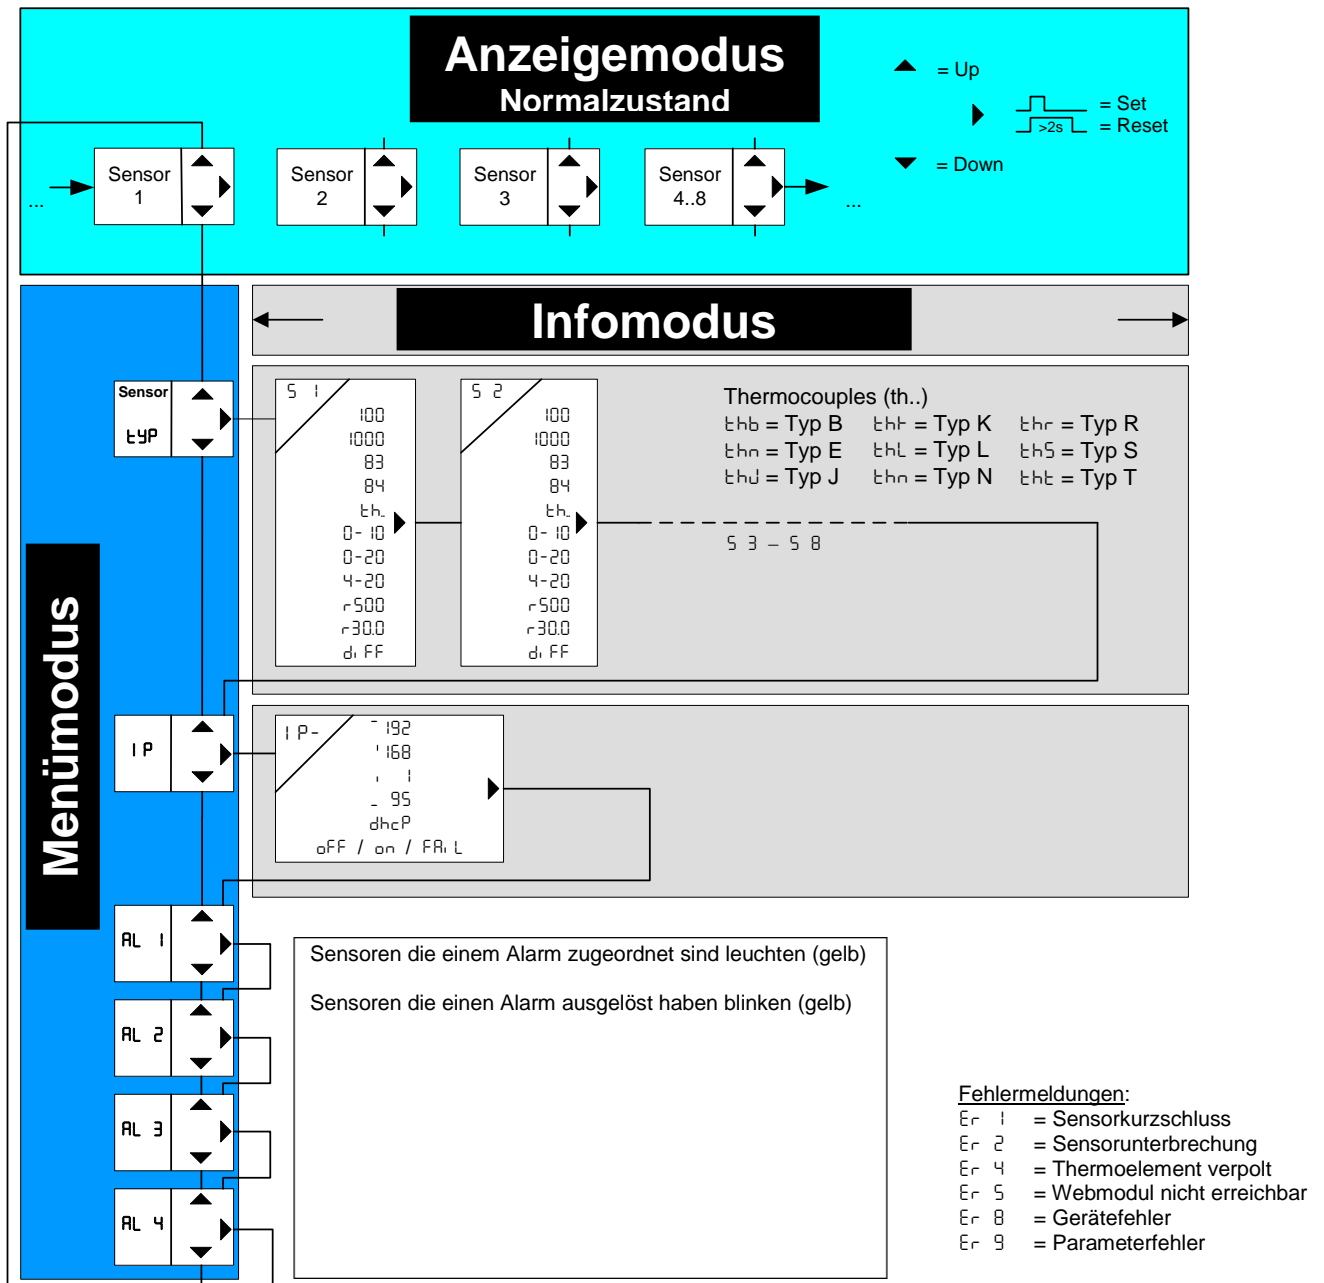 Anzeigemodus
Normalzustand
= Up
= Set
>2s = Reset
= Down
...
Sensor
1
Sensor
2
Sensor
3
Sensor
4..8
...
Infomodus
Menümodus
Sensor
tYP
S 1
100
1000
83
84
th_
0-10
0-20
4-20
r500
r30.0
diFF
S 2
100
1000
83
84
th_
0-10
0-20
4-20
r500
r30.0
diFF
S 3 – S 8
Thermocouples (th..)
thb = Typ B
thn = Typ E
thJ = Typ J
thk = Typ K
thL = Typ L
thn = Typ N
thr = Typ R
thS = Typ S
tht = Typ T
IP
IP-
192
168
1
95
dhcP
oFF / on / FAiL
AL 1
AL 2
AL 3
AL 4
Sensoren die einem Alarm zugeordnet sind leuchten (gelb)
Sensoren die einen Alarm ausgelöst haben blinken (gelb)
Fehlermeldungen:
Er 1 = Sensorkurzschluss
Er 2 = Sensorunterbrechung
Er 4 = Thermoelement verpolt
Er 5 = Webmodul nicht erreichbar
Er 8 = Gerätefehler
Er 9 = Parameterfehler